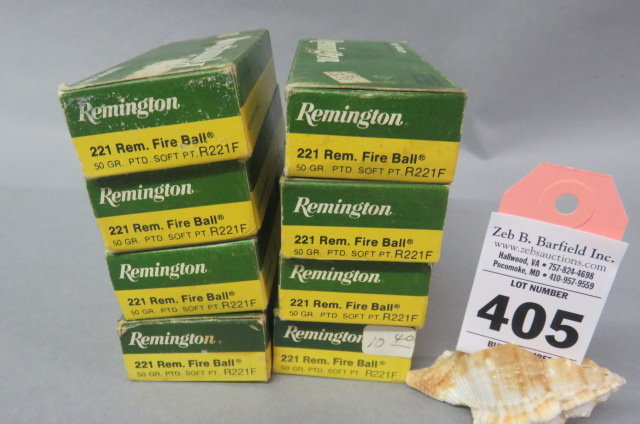 Remington
221 Rem. Fire Ball®
50 GR. PTD. SOFT PT. R221F
Remington
221 Rem. Fire Ball®
50 GR. PTD. SOFT PT. R221F
Remington
221 Rem. Fire Ball®
50 GR. PTD. SOFT PT. R221F
Remington
221 Rem. Fire Ball®
50 GR. PTD. SOFT PT. R221F
Remington
221 Rem. Fire Ball®
50 GR. PTD. SOFT PT. R221F
Remington
221 Rem. Fire Ball®
50 GR. PTD. SOFT PT. R221F
Remington
221 Rem. Fire Ball®
50 GR. PTD. SOFT PT. R221F
Remington
10 40
221 Rem. Fire Ball®
50 GR. PTD. SOFT PT. R221F
Zeb B. Barfield Inc.
www.zebsauctions.com
Hallwood, VA • 757-824-4698
Pocomoke, MD • 410-957-9559
LOT NUMBER
405